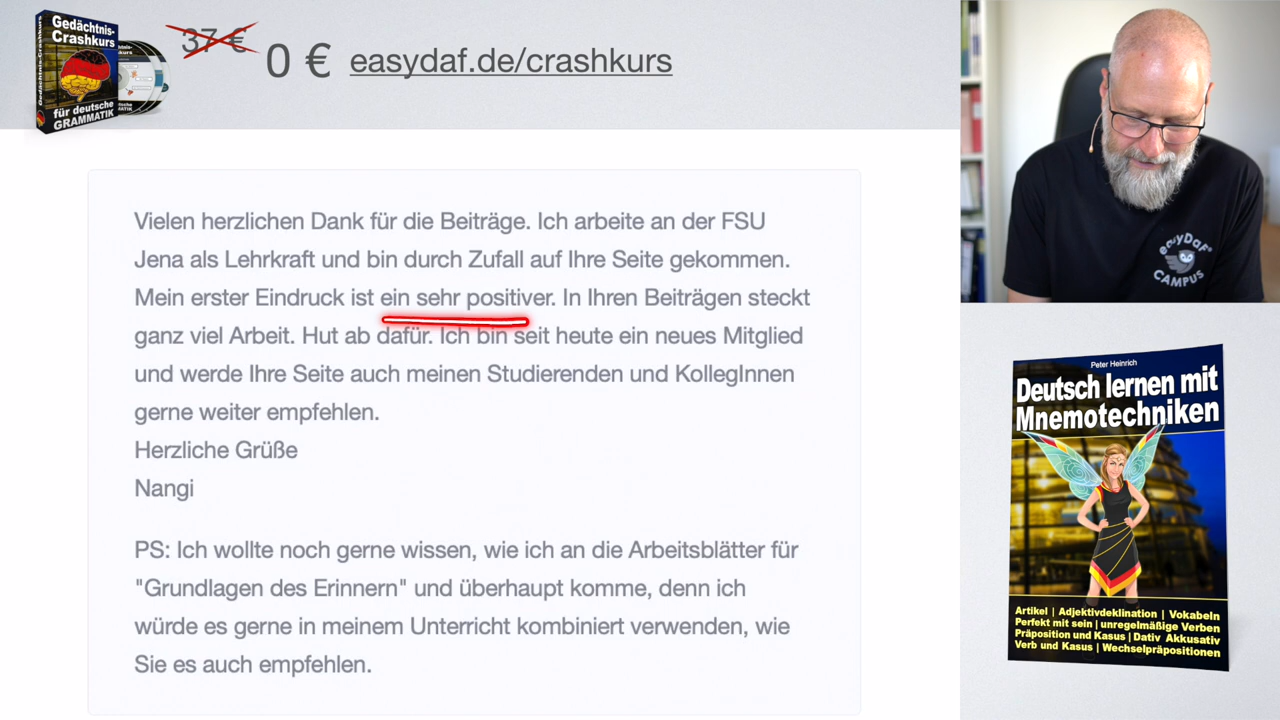 Gedächtnis-
Crashkurs
für deutsche
GRAMMATIK
37 €
0 €
easydaf.de/crashkurs
Vielen herzlichen Dank für die Beiträge. Ich arbeite an der FSU
Jena als Lehrkraft und bin durch Zufall auf Ihre Seite gekommen.
Mein erster Eindruck ist ein sehr positiver. In Ihren Beiträgen steckt
ganz viel Arbeit. Hut ab dafür. Ich bin seit heute ein neues Mitglied
und werde Ihre Seite auch meinen Studierenden und KollegInnen
gerne weiter empfehlen.
Herzliche Grüße
Nangi
PS: Ich wollte noch gerne wissen, wie ich an die Arbeitsblätter für
"Grundlagen des Erinnern" und überhaupt komme, denn ich
würde es gerne in meinem Unterricht kombiniert verwenden, wie
Sie es auch empfehlen.
easyDaF®
CAMPUS
Peter Heinrich
Deutsch lernen mit
Mnemotechniken
Artikel | Adjektivdeklination | Vokabeln
Perfekt mit sein | unregelmäßige Verben
Präposition und Kasus | Dativ Akkusativ
Verb und Kasus | Wechselpräpositionen